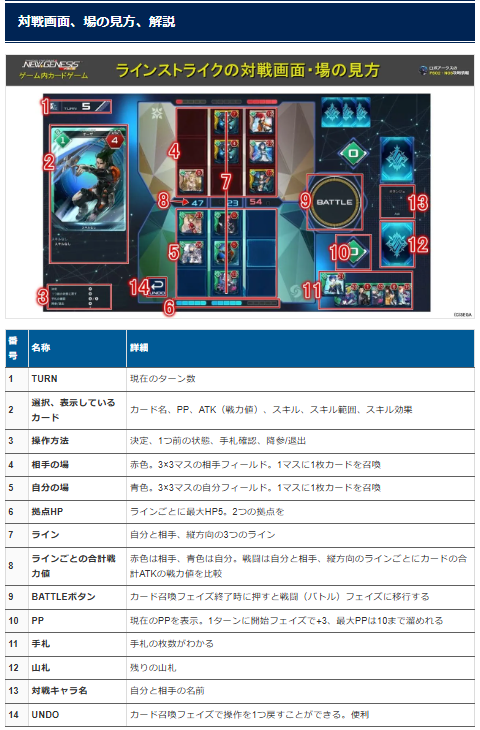 対戦画面、場の見方、解説
NEW GENESIS
ゲーム内カードゲーム
ラインストライクの対戦画面・場の見方
1
TURN 5
2
1
4
3
4
7
8
47
23
54
5
6
14
UNDO
9
BATTLE
10
11
12
13
(C)SEGA
番号 名称 詳細
1 TURN 現在のターン数
2 選択、表示しているカード カード名、PP、ATK（戦力値）、スキル、スキル範囲、スキル効果
3 操作方法 決定、1つ前の状態、手札確認、降参/退出
4 相手の場 赤色。3×3マスの相手フィールド。1マスに1枚カードを召喚
5 自分の場 青色。3×3マスの自分フィールド。1マスに1枚カードを召喚
6 拠点HP ラインごとに最大HP5。2つの拠点を
7 ライン 自分と相手、縦方向の3つのライン
8 ラインごとの合計戦力値 赤色は相手、青色は自分。戦闘は自分と相手、縦方向のラインごとにカードの合計ATKの戦力値を比較
9 BATTLEボタン カード召喚フェイズ終了時に押すと戦闘（バトル）フェイズに移行する
10 PP 現在のPPを表示。1ターンに開始フェイズで+3、最大PPは10まで溜めれる
11 手札 手札の枚数がわかる
12 山札 残りの山札
13 対戦キャラ名 自分と相手の名前
14 UNDO カード召喚フェイズで操作を1つ戻すことができる。便利